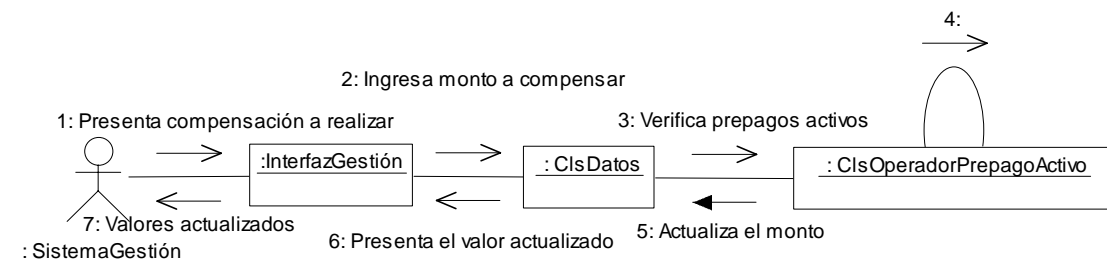 4:
2: Ingresa monto a compensar
1: Presenta compensación a realizar
3: Verifica prepagos activos
:InterfazGestión
: ClsDatos
: ClsOperadorPrepagoActivo
7: Valores actualizados
6: Presenta el valor actualizado
5: Actualiza el monto
: SistemaGestión